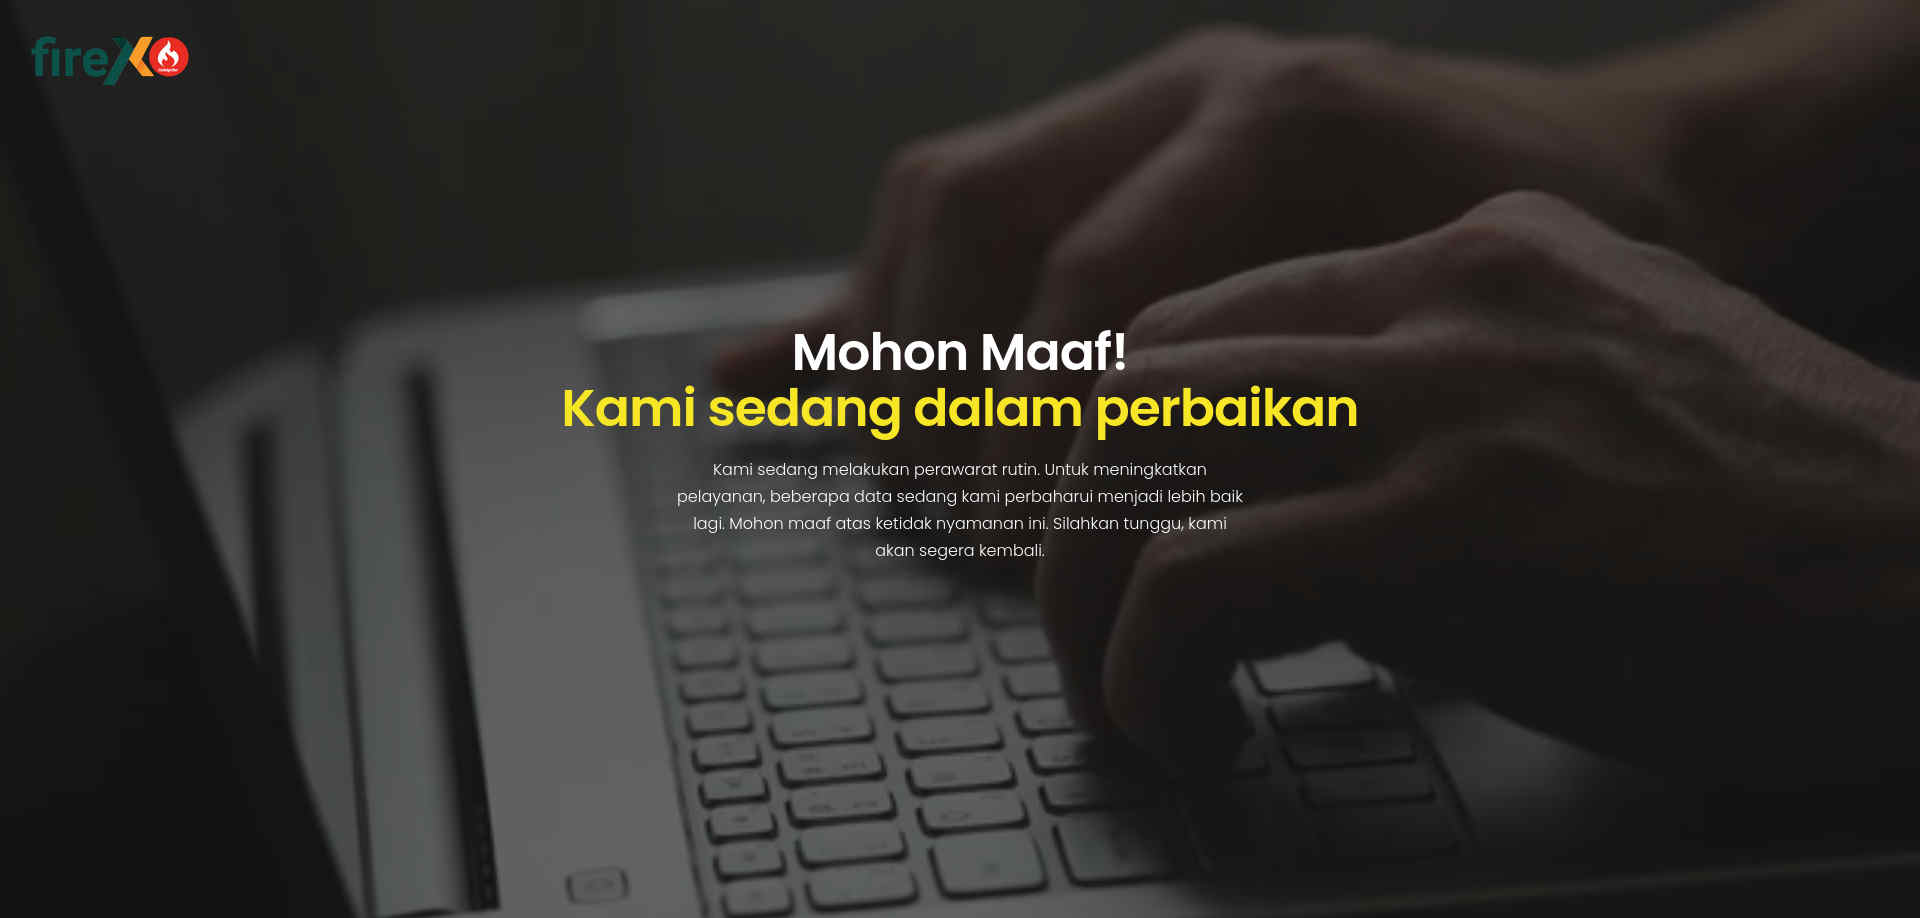 fireX
Mohon Maaf!
Kami sedang dalam perbaikan
Kami sedang melakukan perawarat rutin. Untuk meningkatkan
pelayanan, beberapa data sedang kami perbaharui menjadi lebih baik
lagi. Mohon maaf atas ketidak nyamanan ini. Silahkan tunggu, kami
akan segera kembali.